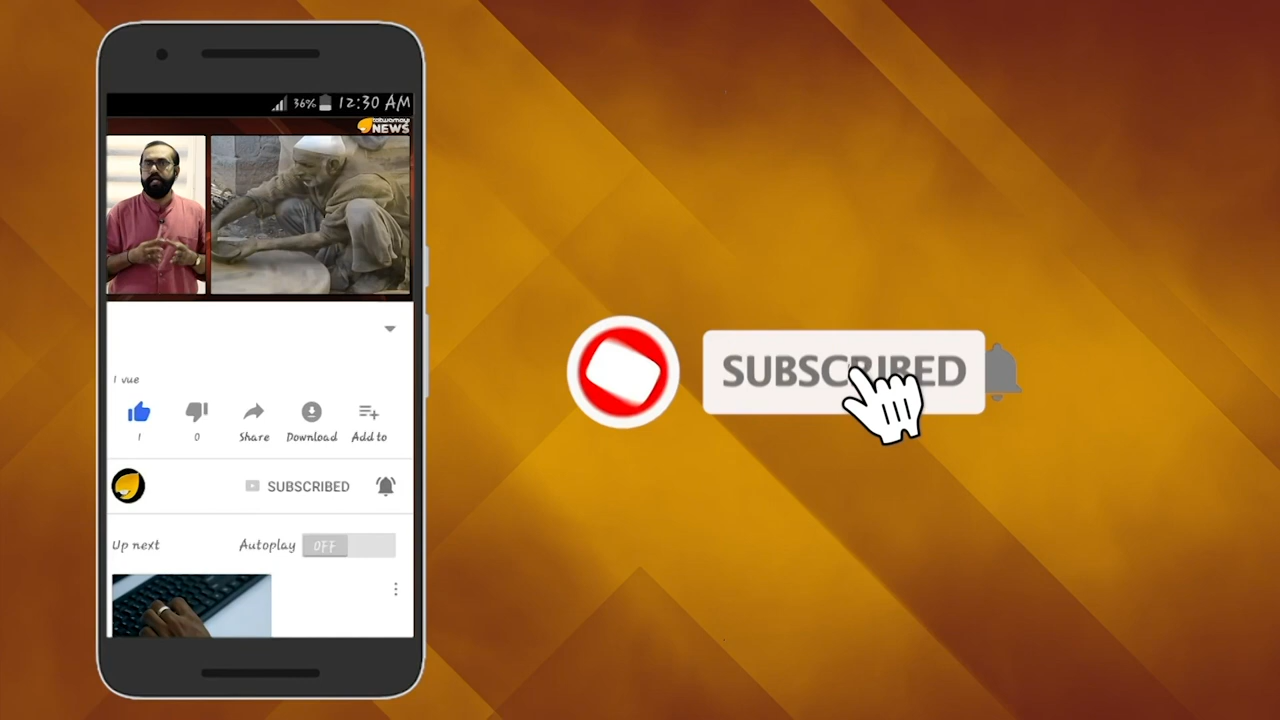 36% 12:30 AM
tatwamayi
NEWS
1 vue
1
0
Share
Download
Add to
SUBSCRIBED
Up next
Autoplay
OFF
SUBSCRIBED